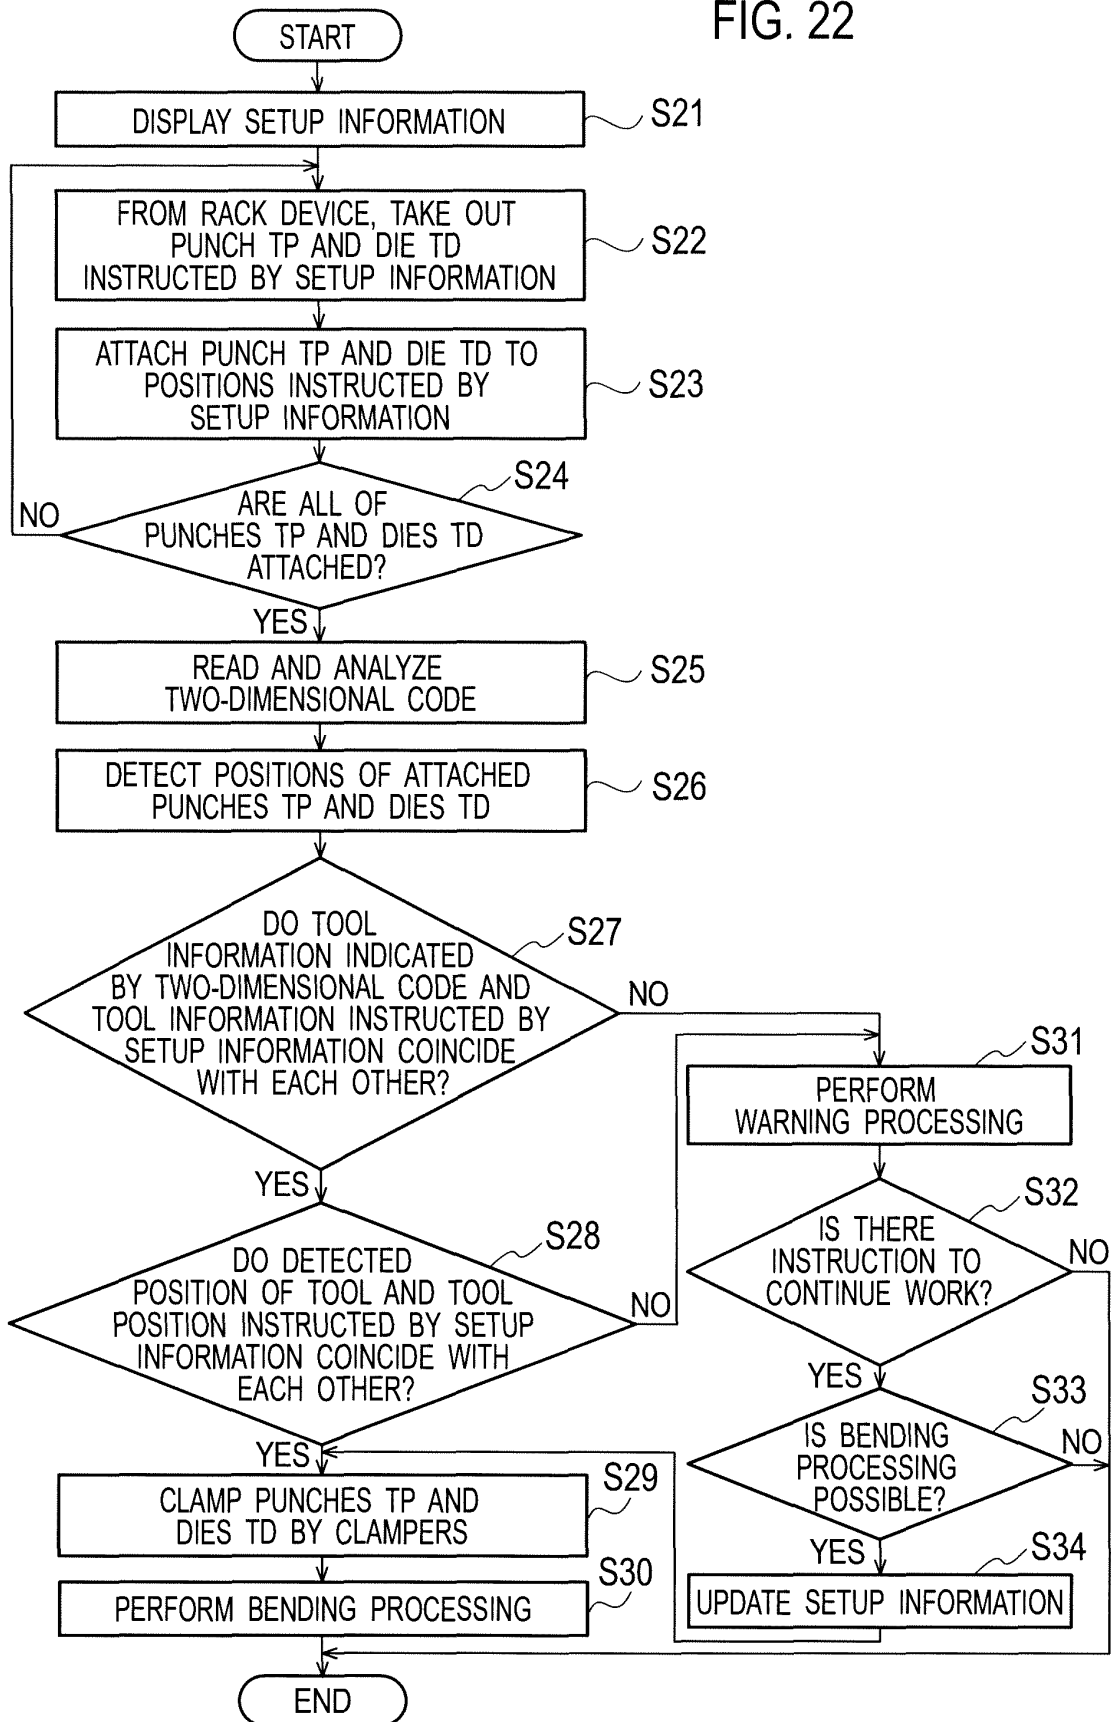 FIG. 22
START
DISPLAY SETUP INFORMATION
S21
FROM RACK DEVICE, TAKE OUT
PUNCH TP AND DIE TD
INSTRUCTED BY SETUP INFORMATION
S22
ATTACH PUNCH TP AND DIE TD TO
POSITIONS INSTRUCTED BY
SETUP INFORMATION
S23
S24
ARE ALL OF
PUNCHES TP AND DIES TD
ATTACHED?
NO
YES
READ AND ANALYZE
TWO-DIMENSIONAL CODE
S25
DETECT POSITIONS OF ATTACHED
PUNCHES TP AND DIES TD
S26
S27
DO TOOL
INFORMATION INDICATED
BY TWO-DIMENSIONAL CODE AND
TOOL INFORMATION INSTRUCTED BY
SETUP INFORMATION COINCIDE
WITH EACH OTHER?
NO
YES
S28
DO DETECTED
POSITION OF TOOL AND TOOL
POSITION INSTRUCTED BY SETUP
INFORMATION COINCIDE WITH
EACH OTHER?
NO
YES
CLAMP PUNCHES TP AND
DIES TD BY CLAMPERS
S29
PERFORM BENDING PROCESSING
S30
END
S31
PERFORM
WARNING PROCESSING
S32
IS THERE
INSTRUCTION TO
CONTINUE WORK?
NO
YES
S33
IS BENDING
PROCESSING
POSSIBLE?
NO
YES
S34
UPDATE SETUP INFORMATION